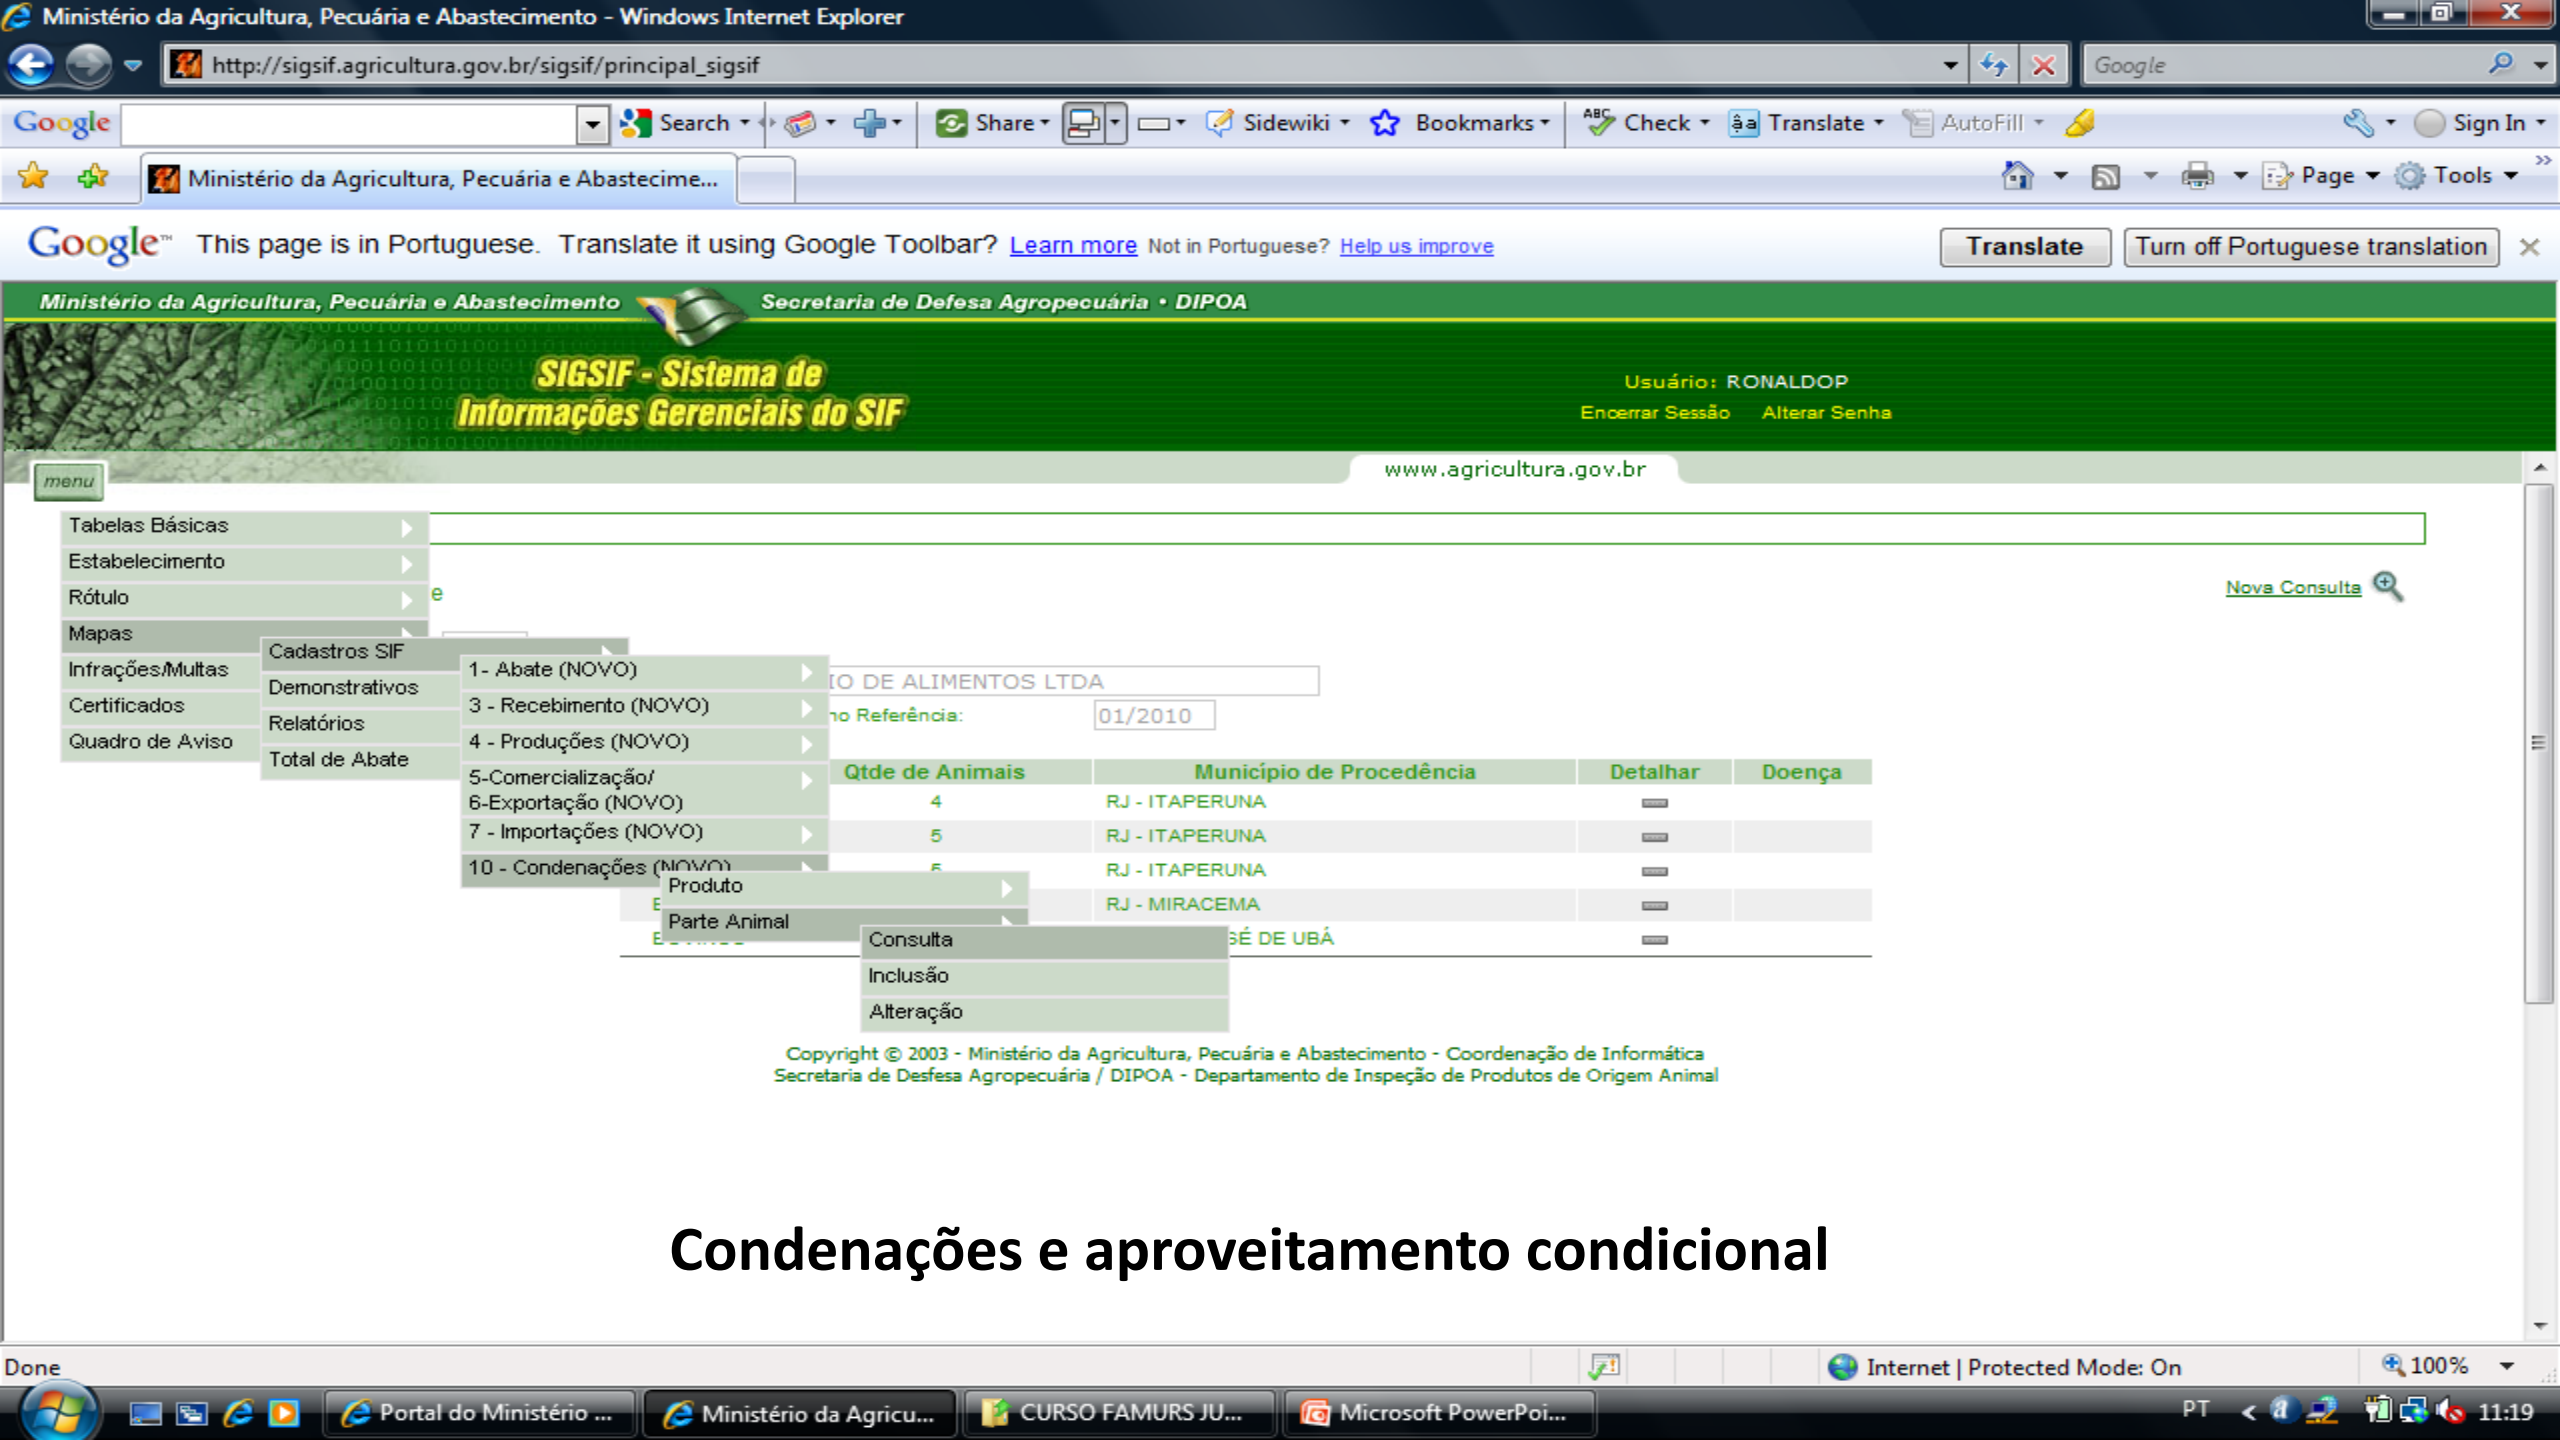 Ministério da Agricultura, Pecuária e Abastecimento - Windows Internet Explorer
http://sigsif.agricultura.gov.br/sigsif/principal_sigsif
Google
Google
Search
Share
Sidewiki
Bookmarks
Check
Translate
AutoFill
Sign In
Ministério da Agricultura, Pecuária e Abastecime...
Page
Tools
Google™ This page is in Portuguese. Translate it using Google Toolbar? Learn more Not in Portuguese? Help us improve
Translate
Turn off Portuguese translation
Ministério da Agricultura, Pecuária e Abastecimento
Secretaria de Defesa Agropecuária • DIPOA
SIGSIF - Sistema de
Informações Gerenciais do SIF
Usuário: RONALDOP
Encerrar Sessão Alterar Senha
www.agricultura.gov.br
menu
Tabelas Básicas
Estabelecimento
Rótulo
Mapas
Infrações/Multas
Certificados
Quadro de Aviso
Nova Consulta
Cadastros SIF
Demonstrativos
Relatórios
Total de Abate
1- Abate (NOVO)
3 - Recebimento (NOVO)
4 - Produções (NOVO)
5-Comercialização/
6-Exportação (NOVO)
7 - Importações (NOVO)
10 - Condenações (NOVO)
Produto
Parte Animal
Consulta
Inclusão
Alteração
IO DE ALIMENTOS LTDA
no Referência: 01/2010
Qtde de Animais Município de Procedência Detalhar Doença
4 RJ - ITAPERUNA
5 RJ - ITAPERUNA
RJ - ITAPERUNA
RJ - MIRACEMA
SÉ DE UBÁ
Copyright © 2003 - Ministério da Agricultura, Pecuária e Abastecimento - Coordenação de Informática
Secretaria de Desfesa Agropecuária / DIPOA - Departamento de Inspeção de Produtos de Origem Animal
Condenações e aproveitamento condicional
Done
Internet | Protected Mode: On
100%
Portal do Ministério ...
Ministério da Agricu...
CURSO FAMURS JU...
Microsoft PowerPoi...
PT
11:19